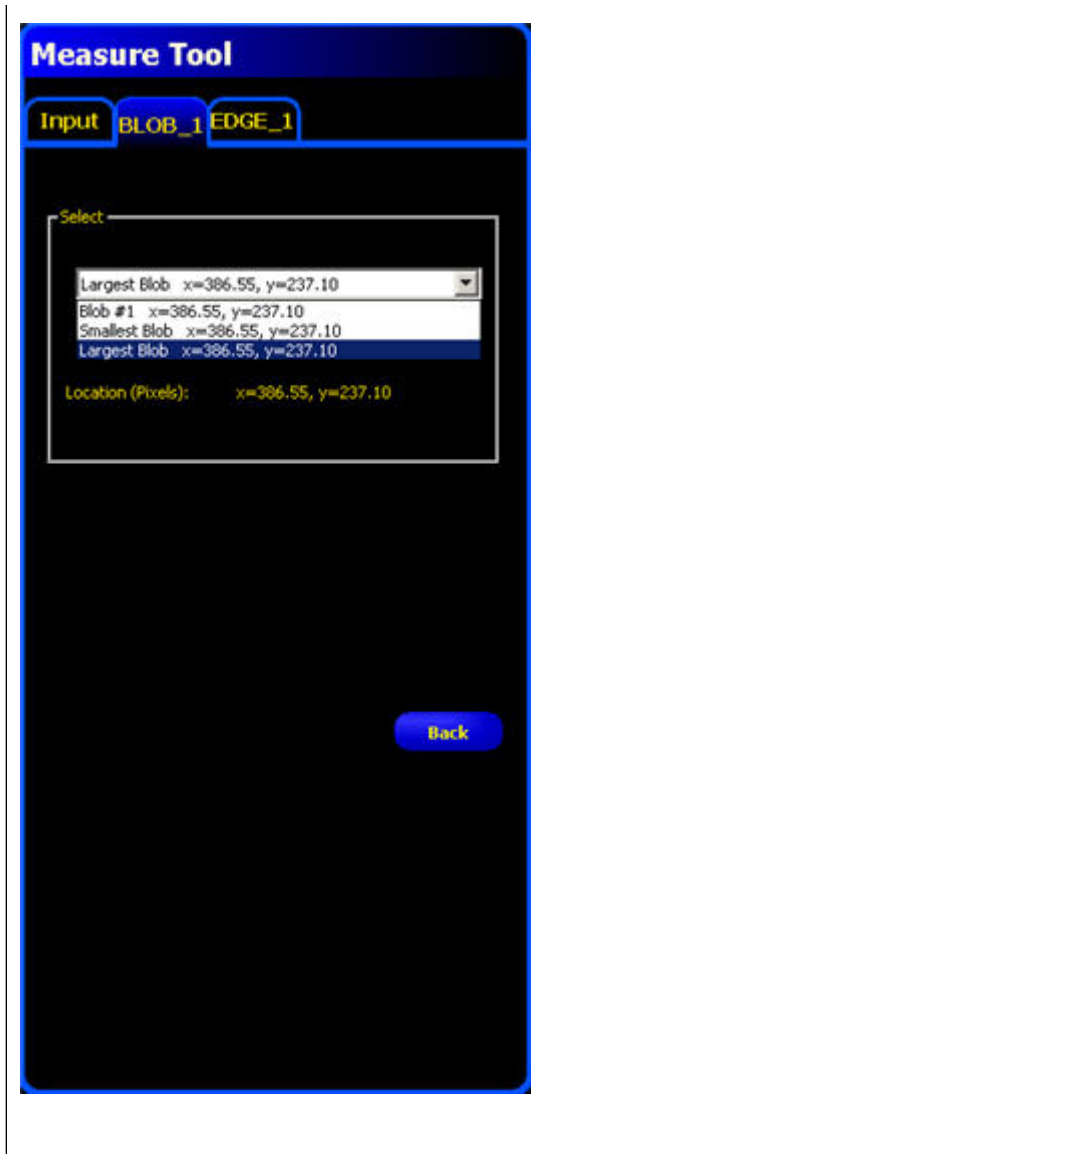 Measure Tool
Input BLOB_1 EDGE_1
Select
Largest Blob x=386.55, y=237.10
Blob #1 x=386.55, y=237.10
Smallest Blob x=386.55, y=237.10
Largest Blob x=386.55, y=237.10
Location (Pixels): x=386.55, y=237.10
Back